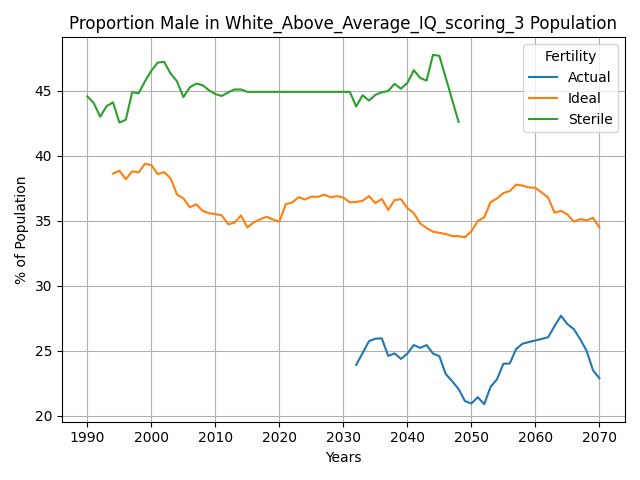 Proportion Male in White_Above_Average_IQ_scoring_3 Population
% of Population
45
40
35
30
25
20
Fertility
Actual
Ideal
Sterile
1990 2000 2010 2020 2030 2040 2050 2060 2070
Years